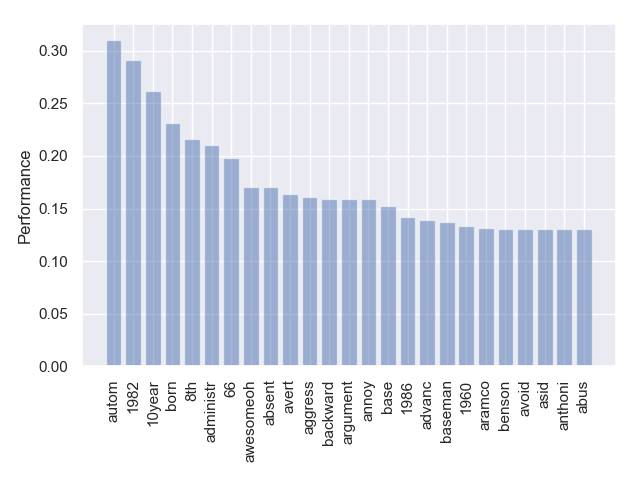 0.30
0.25
0.20
0.15
0.10
0.05
0.00
Performance
autom
1982
10year
born
8th
administr
66
awesomeoh
absent
avert
aggress
backward
argument
annoy
base
1986
advanc
baseman
1960
aramco
benson
avoid
asid
anthoni
abus